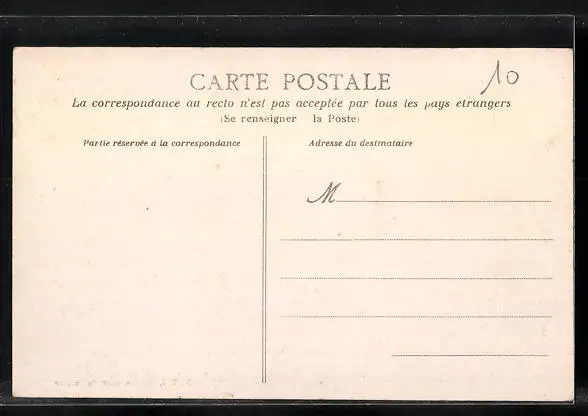 10
CARTE POSTALE
La correspondance au recto n'est pas acceptée par tous les pays etrangers
(Se renseigner la Poste)
Partie réservée à la correspondance
Adresse du destinataire
M